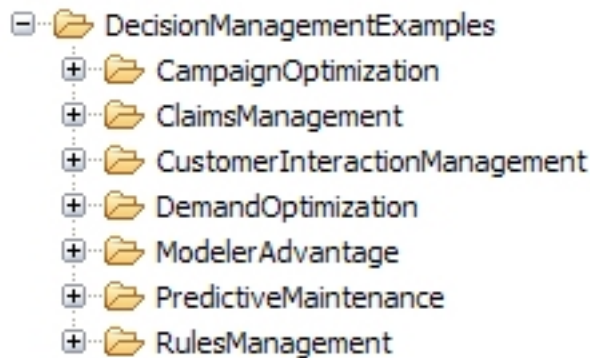 DecisionManagementExamples
CampaignOptimization
ClaimsManagement
CustomerInteractionManagement
DemandOptimization
ModelerAdvantage
PredictiveMaintenance
RulesManagement